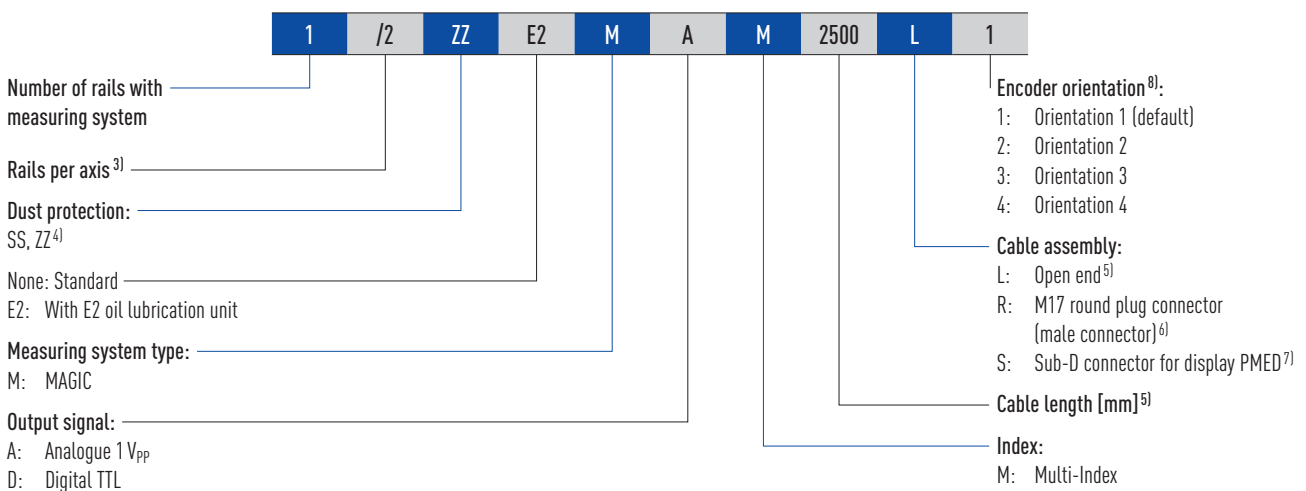 1 /2 ZZ E2 M A M 2500 L 1
Number of rails with
measuring system
Rails per axis 3)
Dust protection:
SS, ZZ 4)
None: Standard
E2: With E2 oil lubrication unit
Measuring system type:
M: MAGIC
Output signal:
A: Analogue 1 VPP
D: Digital TTL
Encoder orientation 8):
1: Orientation 1 (default)
2: Orientation 2
3: Orientation 3
4: Orientation 4
Cable assembly:
L: Open end 5)
R: M17 round plug connector
(male connector) 6)
S: Sub-D connector for display PMED 7)
Cable length [mm] 5)
Index:
M: Multi-Index